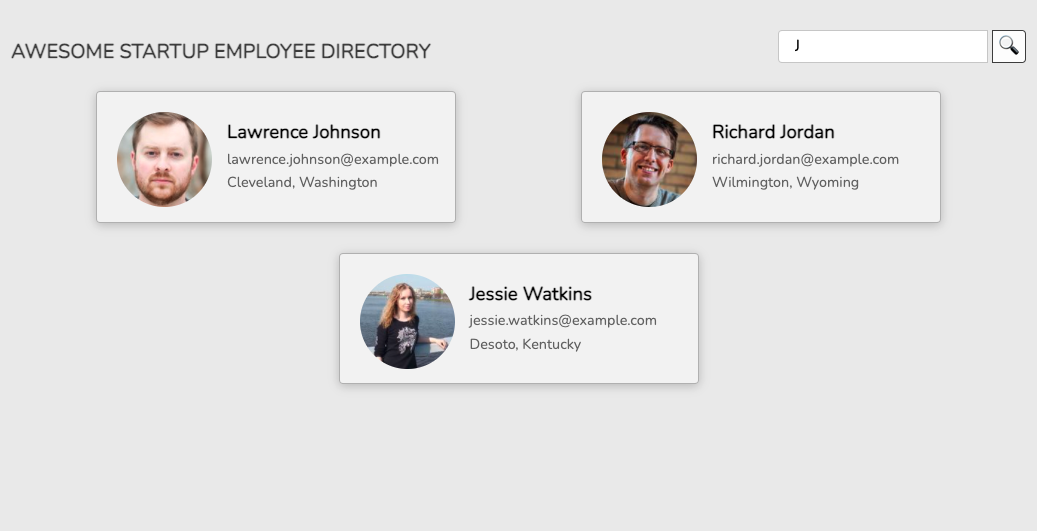 AWESOME STARTUP EMPLOYEE DIRECTORY
J
Lawrence Johnson
lawrence.johnson@example.com
Cleveland, Washington
Richard Jordan
richard.jordan@example.com
Wilmington, Wyoming
Jessie Watkins
jessie.watkins@example.com
Desoto, Kentucky